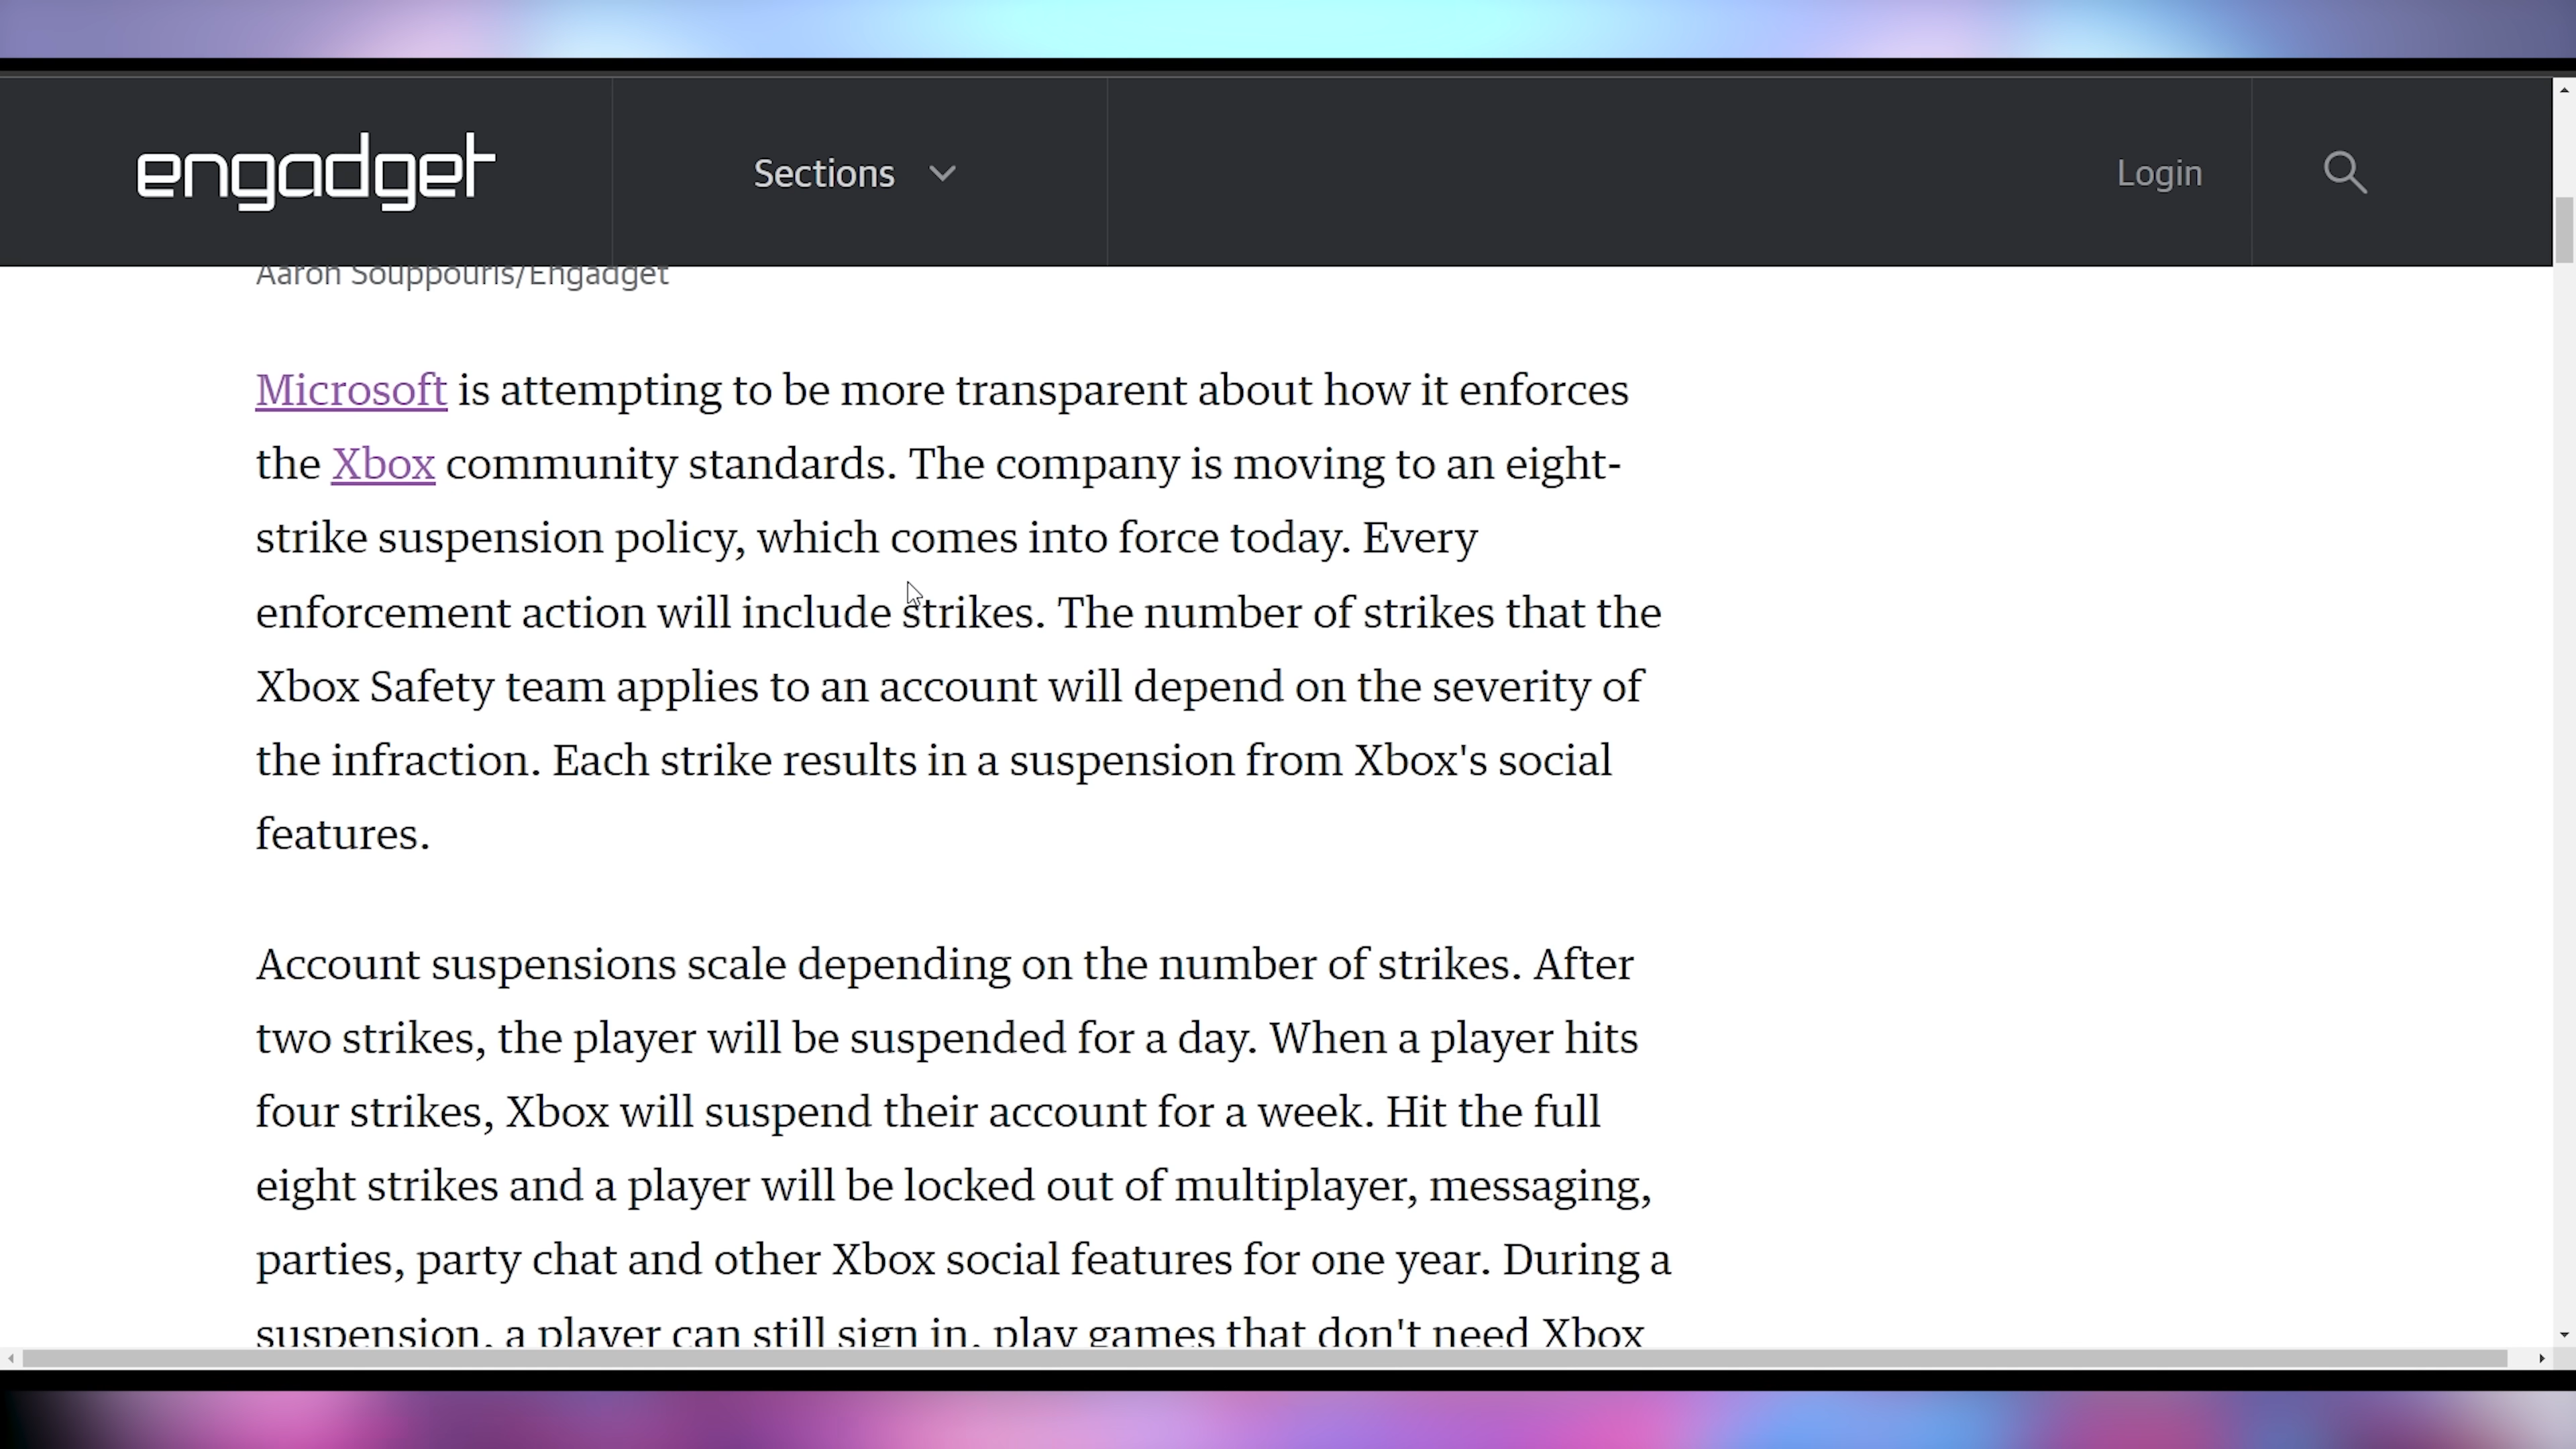 engadget
Sections
Login
Aaron Souppouris/Engadget
Microsoft is attempting to be more transparent about how it enforces
the Xbox community standards. The company is moving to an eight-
strike suspension policy, which comes into force today. Every
enforcement action will include strikes. The number of strikes that the
Xbox Safety team applies to an account will depend on the severity of
the infraction. Each strike results in a suspension from Xbox's social
features.
Account suspensions scale depending on the number of strikes. After
two strikes, the player will be suspended for a day. When a player hits
four strikes, Xbox will suspend their account for a week. Hit the full
eight strikes and a player will be locked out of multiplayer, messaging,
parties, party chat and other Xbox social features for one year. During a
suspension, a player can still sign in, play games that don't need Xbox